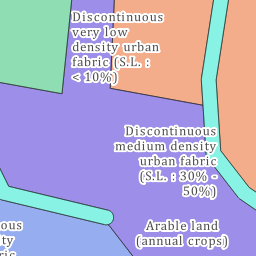 Discontinuous
very low
density urban
fabric (S.L. :
< 10%)
Discontinuous
medium density
urban fabric
(S.L. : 30% -
50%)
Arable land
(annual crops)